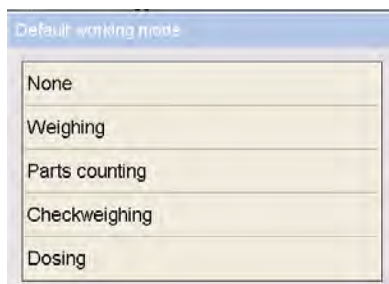 Default working mode
None
Weighing
Parts counting
Checkweighing
Dosing